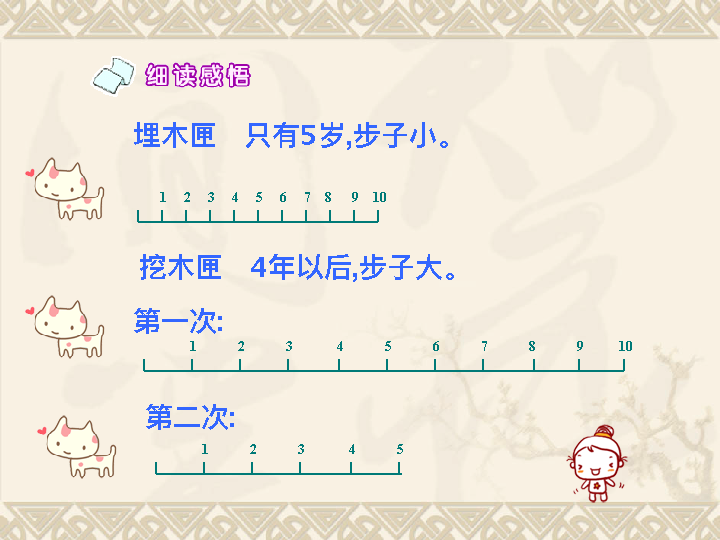 细读感悟
埋木匣 只有5岁,步子小。
1 2 3 4 5 6 7 8 9 10
挖木匣 4年以后,步子大。
第一次:
1 2 3 4 5 6 7 8 9 10
第二次:
1 2 3 4 5